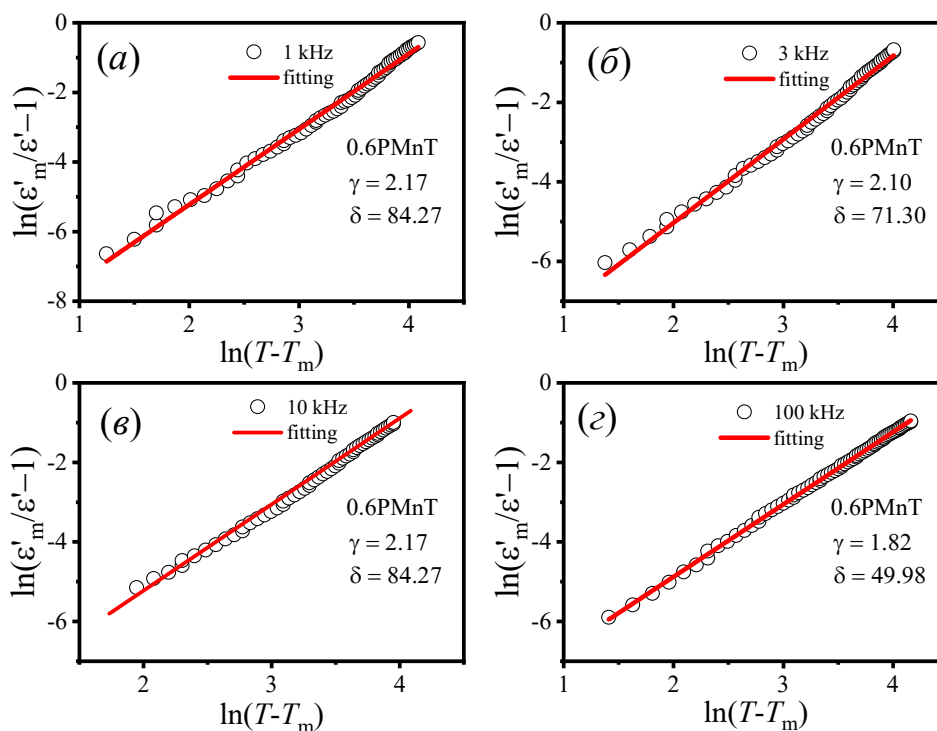 (а)
1 kHz
fitting
0.6PMnT
γ = 2.17
δ = 84.27
ln(ε'm/ε'−1)
0
-2
-4
-6
-8
1
2
3
4
ln(T-Tm)
(б)
3 kHz
fitting
0.6PMnT
γ = 2.10
δ = 71.30
ln(ε'm/ε'−1)
0
-2
-4
-6
1
2
3
4
ln(T-Tm)
(в)
10 kHz
fitting
0.6PMnT
γ = 2.17
δ = 84.27
ln(ε'm/ε'−1)
0
-2
-4
-6
2
3
4
ln(T-Tm)
(г)
100 kHz
fitting
0.6PMnT
γ = 1.82
δ = 49.98
ln(ε'm/ε'−1)
0
-2
-4
-6
1
2
3
4
ln(T-Tm)